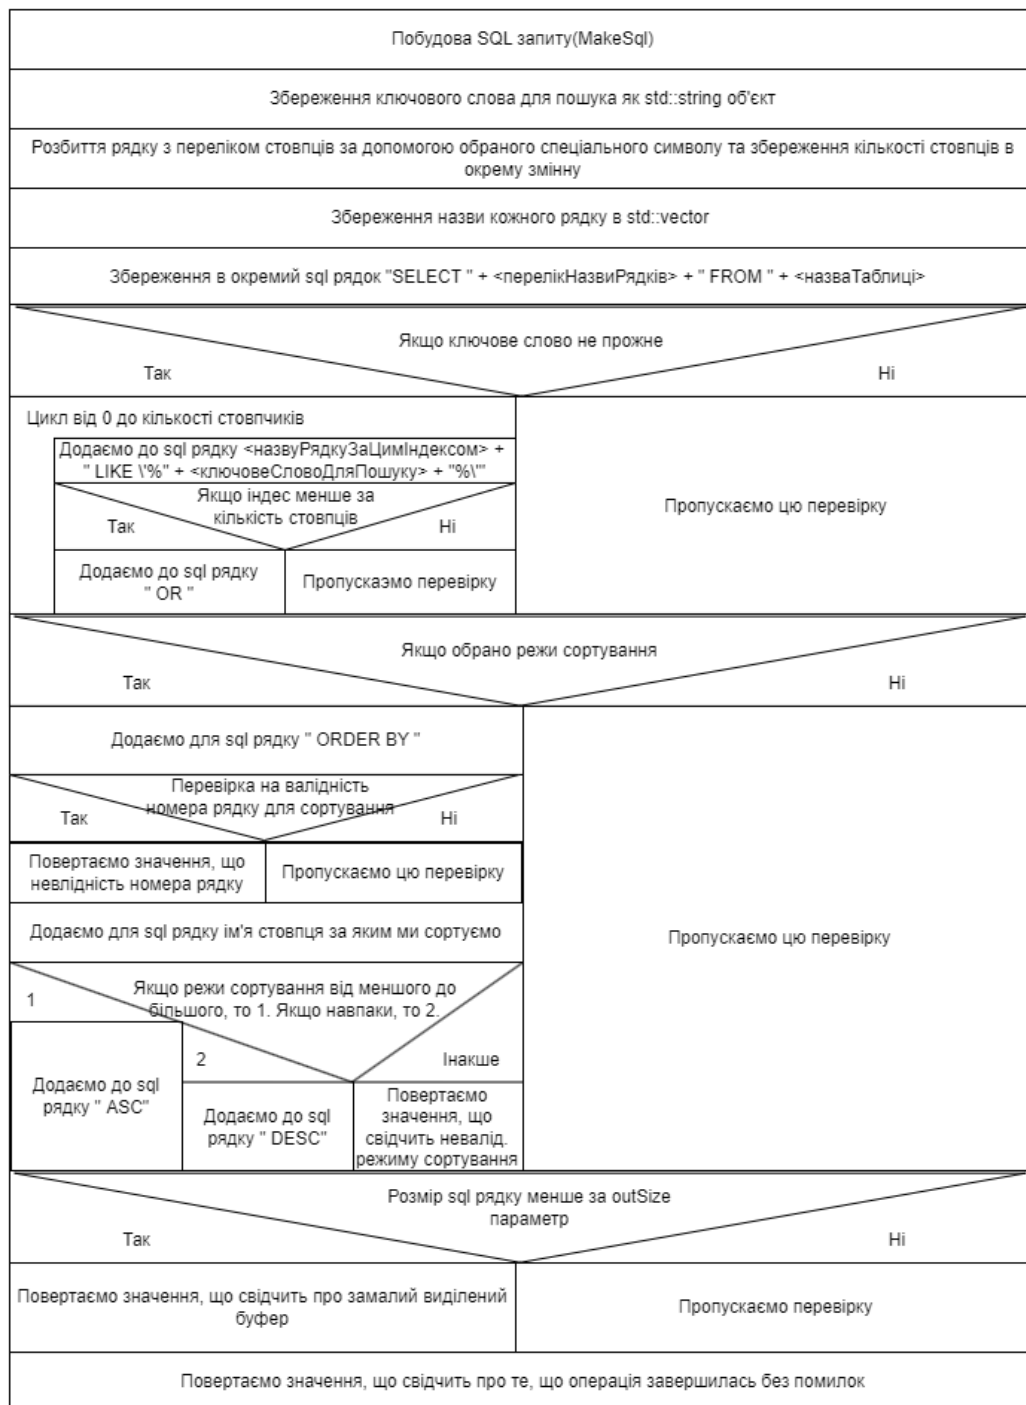 Побудова SQL запиту(MakeSql)
Збереження ключового слова для пошука як std::string об'єкт
Розбиття рядку з переліком стовпців за допомогою обраного спеціального символу та збереження кількості стовпців в
окрему змінну
Збереження назви кожного рядку в std::vector
Збереження в окремий sql рядок "SELECT " + <перелікНазвиРядків> + " FROM " + <назваТаблиці>
Якщо ключове слово не прожне
Так
Ні
Цикл від 0 до кількості стовпчиків
Додаємо до sql рядку <назвуРядкуЗаЦимІндексом> +
" LIKE \'%" + <ключовеСловоДляПошуку> + "%\'"
Якщо індес менше за
кількість стовпців
Так
Ні
Додаємо до sql рядку
" OR "
Пропускаэмо перевірку
Пропускаємо цю перевірку
Якщо обрано режи сортування
Так
Ні
Додаємо для sql рядку " ORDER BY "
Перевірка на валідність
номера рядку для сортування
Так
Ні
Повертаємо значення, що
невлідність номера рядку
Пропускаємо цю перевірку
Додаємо для sql рядку ім'я стовпця за яким ми сортуємо
Пропускаємо цю перевірку
Якщо режи сортування від меншого до
більшого, то 1. Якщо навпаки, то 2.
1
2
Інакше
Додаємо до sql
рядку " ASC"
Додаємо до sql
рядку " DESC"
Повертаємо
значення, що
свідчить невалід.
режиму сортування
Розмір sql рядку менше за outSize
параметр
Так
Ні
Повертаємо значення, що свідчить про замалий виділений
буфер
Пропускаємо перевірку
Повертаємо значення, що свідчить про те, що операція завершилась без помилок